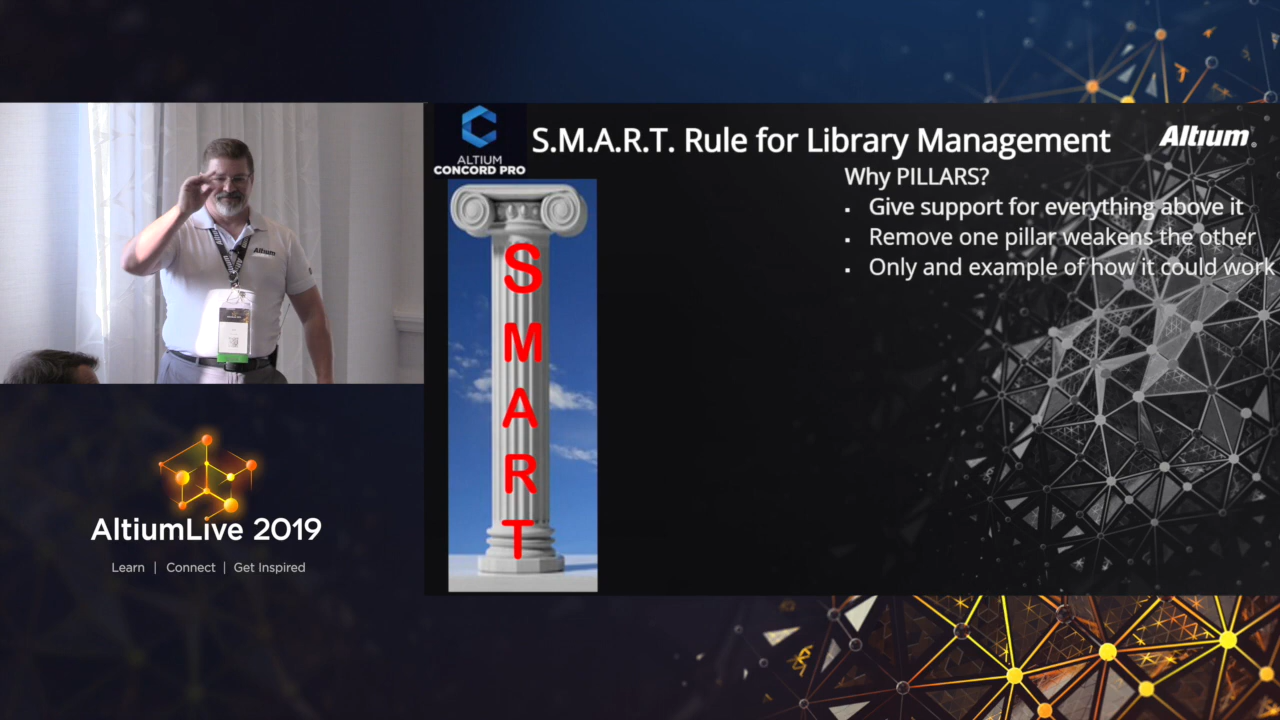 ALTIUM
CONCORD PRO
S.M.A.R.T. Rule for Library Management
Altium®
Why PILLARS?
▪ Give support for everything above it
▪ Remove one pillar weakens the other
▪ Only and example of how it could work
S
M
A
R
T
Altium
AltiumLive 2019
Learn | Connect | Get Inspired